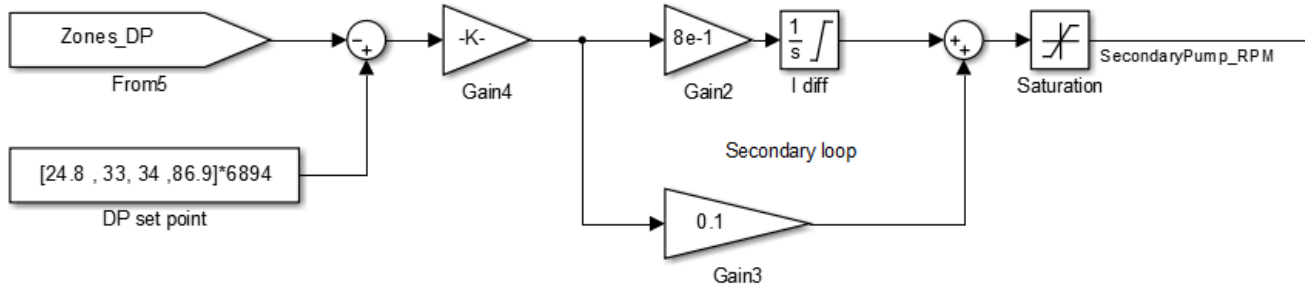 Zones_DP
From5
-K-
Gain4
8e-1
Gain2
1
s
I diff
Saturation
SecondaryPump_RPM
[24.8 , 33, 34 ,86.9]*6894
DP set point
Secondary loop
0.1
Gain3